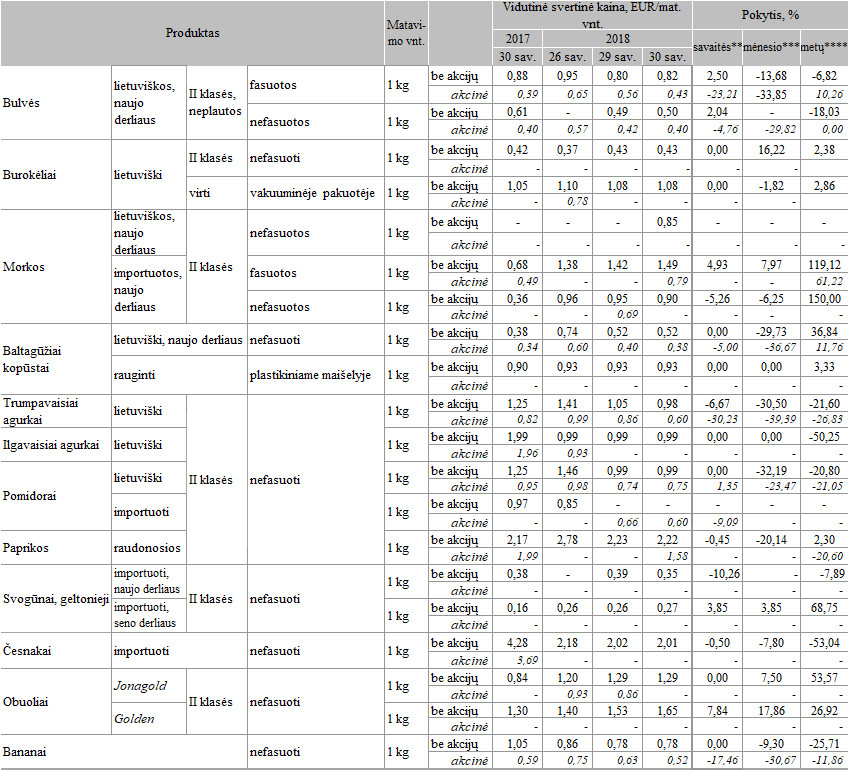 Produktas Matavi- Vidutinė svertinė kaina, EUR/mat. Pokytis, %
mo vnt. vnt.
2017 2018 savaitės** mėnesio*** metų****
30 sav. 26 sav. 29 sav. 30 sav.
Bulvės lietuviškos, naujo derliaus II klasės, neplautos fasuotos 1 kg be akcijų 0,88 0,95 0,80 0,82 2,50 -13,68 -6,82
akcinė 0,39 0,65 0,56 0,43 -23,21 -33,85 10,26
nefasuotos 1 kg be akcijų 0,61 - 0,49 0,50 2,04 - -18,03
akcinė 0,40 0,57 0,42 0,40 -4,76 -29,82 0,00
Burokėliai lietuviški II klasės nefasuoti 1 kg be akcijų 0,42 0,37 0,43 0,43 0,00 16,22 2,38
akcinė - - - - - - -
virti vakuuminėje pakuotėje 1 kg be akcijų 1,05 1,10 1,08 1,08 0,00 -1,82 2,86
akcinė - 0,78 - - - - -
Morkos lietuviškos, naujo derliaus II klasės nefasuotos 1 kg be akcijų - - - 0,85 - - -
akcinė - - - - - - -
importuotos, naujo derliaus fasuotos 1 kg be akcijų 0,68 1,38 1,42 1,49 4,93 7,97 119,12
akcinė 0,49 - - 0,79 - - 61,22
nefasuotos 1 kg be akcijų 0,36 0,96 0,95 0,90 -5,26 -6,25 150,00
akcinė - - 0,69 - - - -
Baltagūžiai kopūstai lietuviški, naujo derliaus nefasuoti 1 kg be akcijų 0,38 0,74 0,52 0,52 0,00 -29,73 36,84
akcinė 0,34 0,60 0,40 0,38 -5,00 -36,67 11,76
rauginti plastikiniame maišelyje 1 kg be akcijų 0,90 0,93 0,93 0,93 0,00 0,00 3,33
akcinė - - - - - - -
Trumpavaisiai agurkai lietuviški II klasės nefasuoti 1 kg be akcijų 1,25 1,41 1,05 0,98 -6,67 -30,50 -21,60
akcinė 0,82 0,99 0,86 0,60 -30,23 -39,39 -26,83
Ilgavaisiai agurkai lietuviški 1 kg be akcijų 1,99 0,99 0,99 0,99 0,00 0,00 -50,25
akcinė 1,96 0,93 - - - - -
Pomidorai lietuviški 1 kg be akcijų 1,25 1,46 0,99 0,99 0,00 -32,19 -20,80
akcinė 0,95 0,98 0,74 0,75 1,35 -23,47 -21,05
importuoti 1 kg be akcijų 0,97 0,85 - - - - -
akcinė - - 0,66 0,60 -9,09 - -
Paprikos raudonosios 1 kg be akcijų 2,17 2,78 2,23 2,22 -0,45 -20,14 2,30
akcinė 1,99 - - 1,58 - - -20,60
Svogūnai, geltonieji importuoti, naujo derliaus II klasės nefasuoti 1 kg be akcijų 0,38 - 0,39 0,35 -10,26 - -7,89
akcinė - - - - - - -
importuoti, seno derliaus 1 kg be akcijų 0,16 0,26 0,26 0,27 3,85 3,85 68,75
akcinė - - - - - - -
Česnakai importuoti nefasuoti 1 kg be akcijų 4,28 2,18 2,02 2,01 -0,50 -7,80 -53,04
akcinė 3,69 - - - - - -
Obuoliai Jonagold II klasės nefasuoti 1 kg be akcijų 0,84 1,20 1,29 1,29 0,00 7,50 53,57
akcinė - 0,93 0,86 - - - -
Golden 1 kg be akcijų 1,30 1,40 1,53 1,65 7,84 17,86 26,92
akcinė - - - - - - -
Bananai nefasuoti 1 kg be akcijų 1,05 0,86 0,78 0,78 0,00 -9,30 -25,71
akcinė 0,59 0,75 0,63 0,52 -17,46 -30,67 -11,86